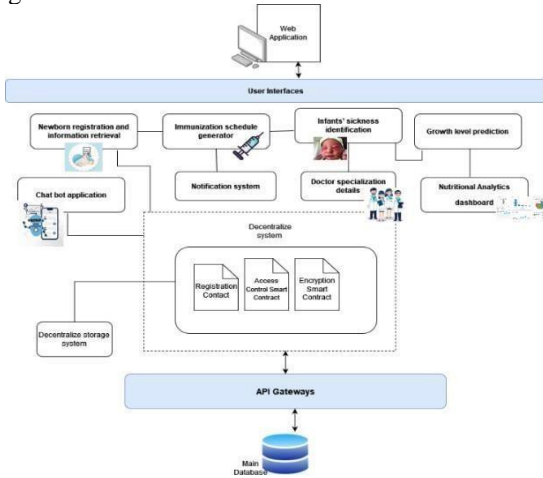 Web
Application
User Interfaces
Newborn registration and
information retrieval
Immunization schedule
generator
Infants' sickness
identification
Growth level prediction
Chat bot application
Notification system
Doctor specialization
details
Nutritional Analytics
dashboard
Decentralize
system
Registration
Contact
Access
Control Smart
Contract
Encryption
Smart
Contract
Decentralize storage
system
API Gateways
Main
Database